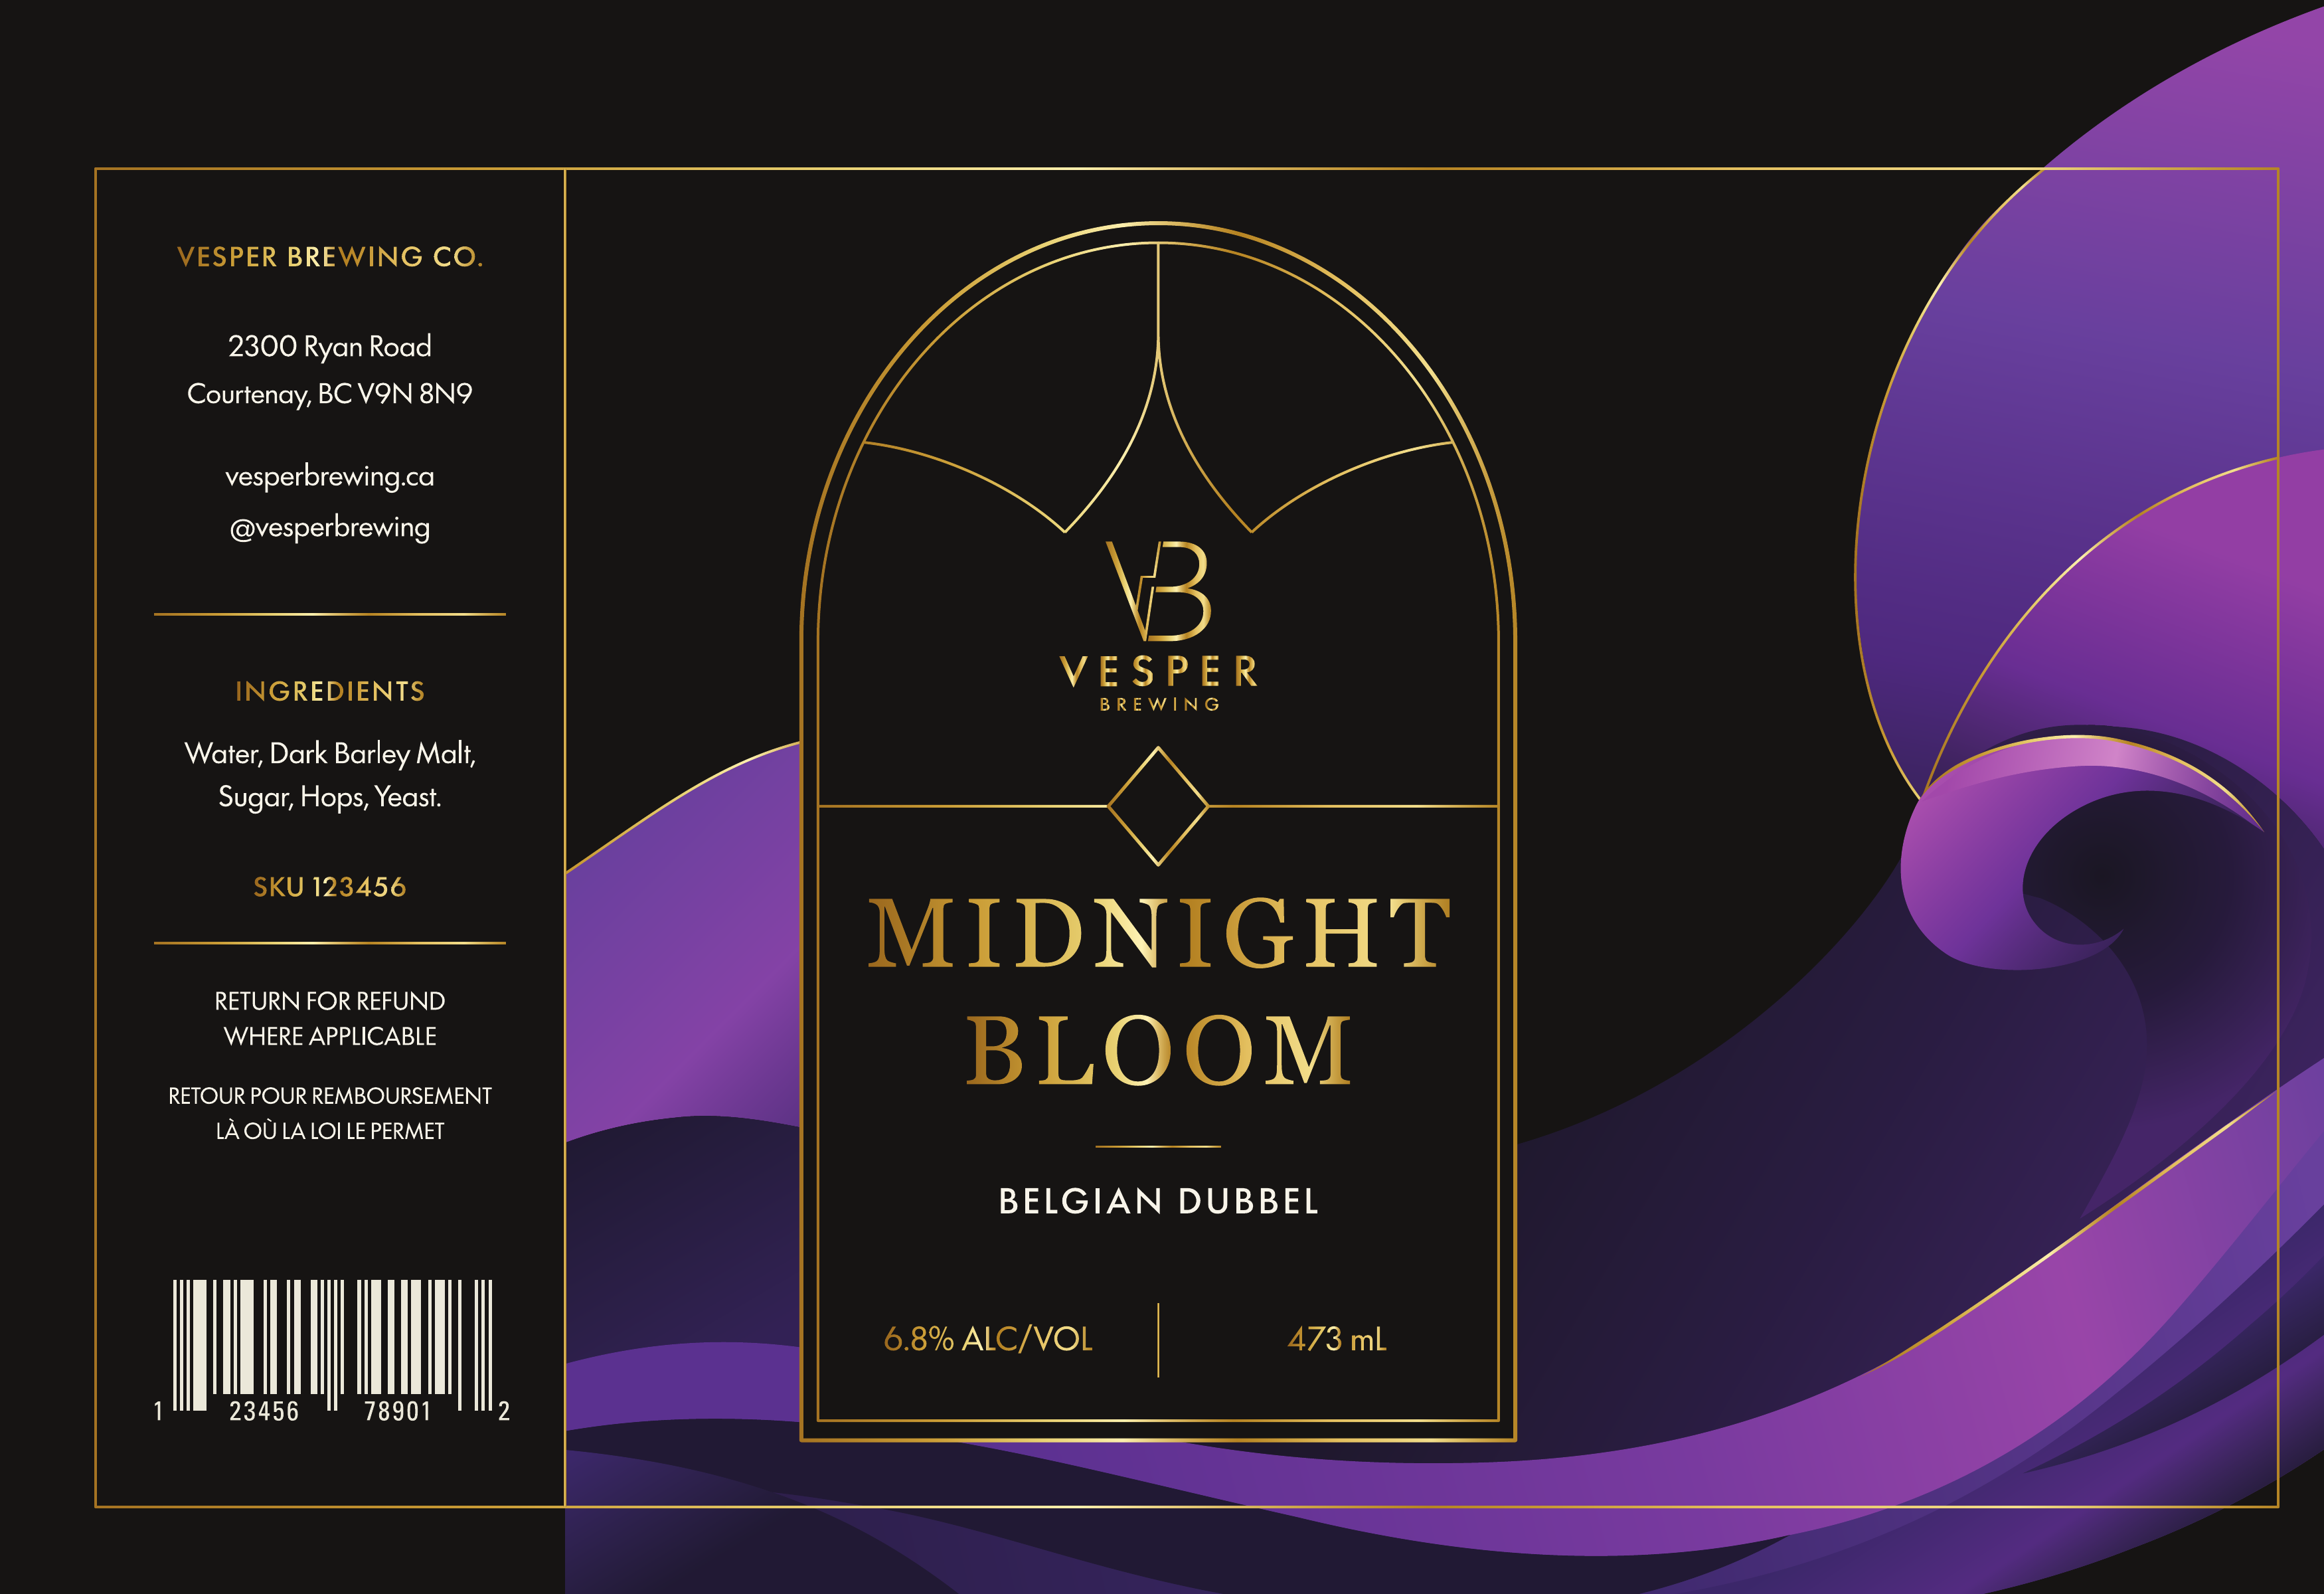 VESPER BREWING CO.
2300 Ryan Road
Courtenay, BC V9N 8N9
vesperbrewing.ca
@vesperbrewing
INGREDIENTS
Water, Dark Barley Malt,
Sugar, Hops, Yeast.
SKU 123456
RETURN FOR REFUND
WHERE APPLICABLE
RETOUR POUR REMBOURSEMENT
LÀ OÙ LA LOI LE PERMET
1 23456 78901 2
VB
VESPER
BREWING
MIDNIGHT
BLOOM
BELGIAN DUBBEL
6.8% ALC/VOL
473 mL